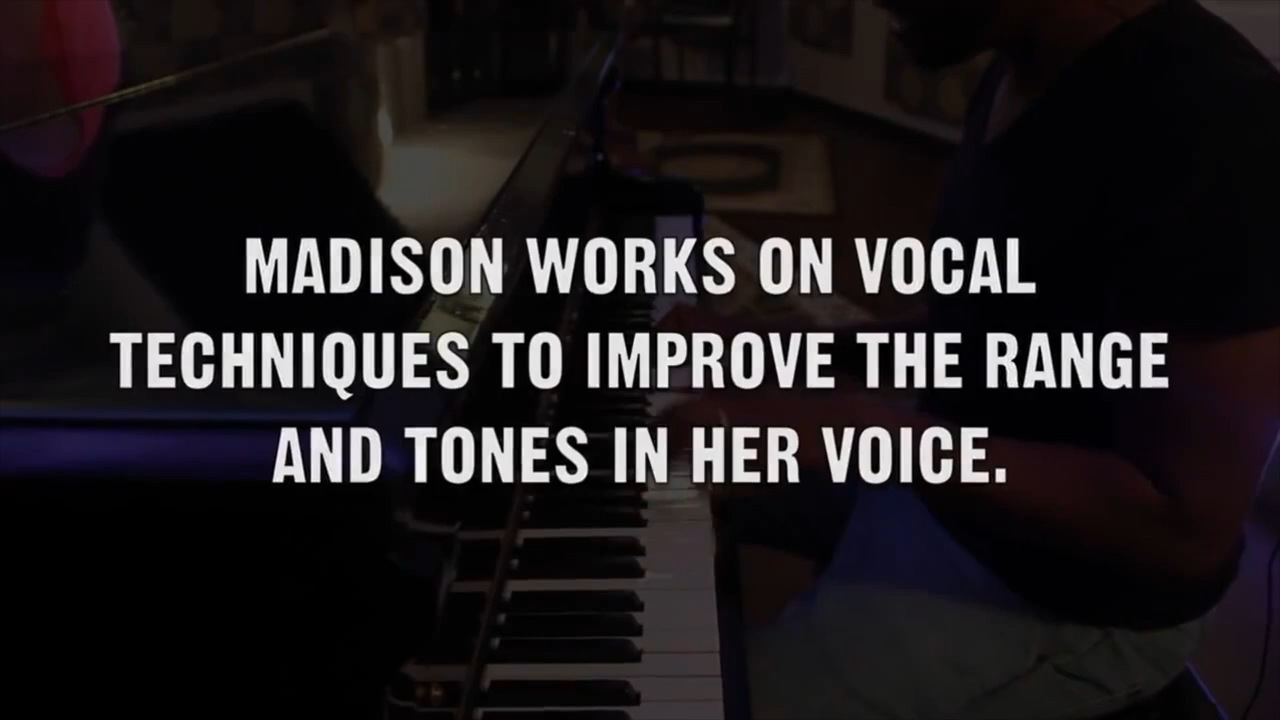 MADISON WORKS ON VOCAL
TECHNIQUES TO IMPROVE THE RANGE
AND TONES IN HER VOICE.